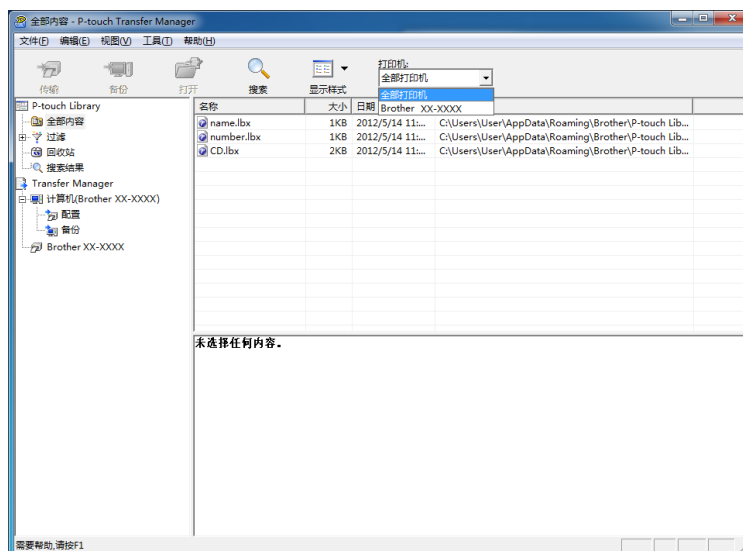 全部内容 - P-touch Transfer Manager
文件(F) 编辑(E) 视图(V) 工具(T) 帮助(H)
传输 备份 打开 搜索 显示样式 打印机:
全部打印机
全部打印机
Brother XX-XXXX
P-touch Library
全部内容
过滤
回收站
搜索结果
Transfer Manager
计算机(Brother XX-XXXX)
配置
备份
Brother XX-XXXX
名称 大小 日期
name.lbx 1KB 2012/5/14 11:... C:\Users\User\AppData\Roaming\Brother\P-touch Lib...
number.lbx 1KB 2012/5/14 11:... C:\Users\User\AppData\Roaming\Brother\P-touch Lib...
CD.lbx 2KB 2012/5/14 11:... C:\Users\User\AppData\Roaming\Brother\P-touch Lib...
未选择任何内容。
需要帮助,请按F1